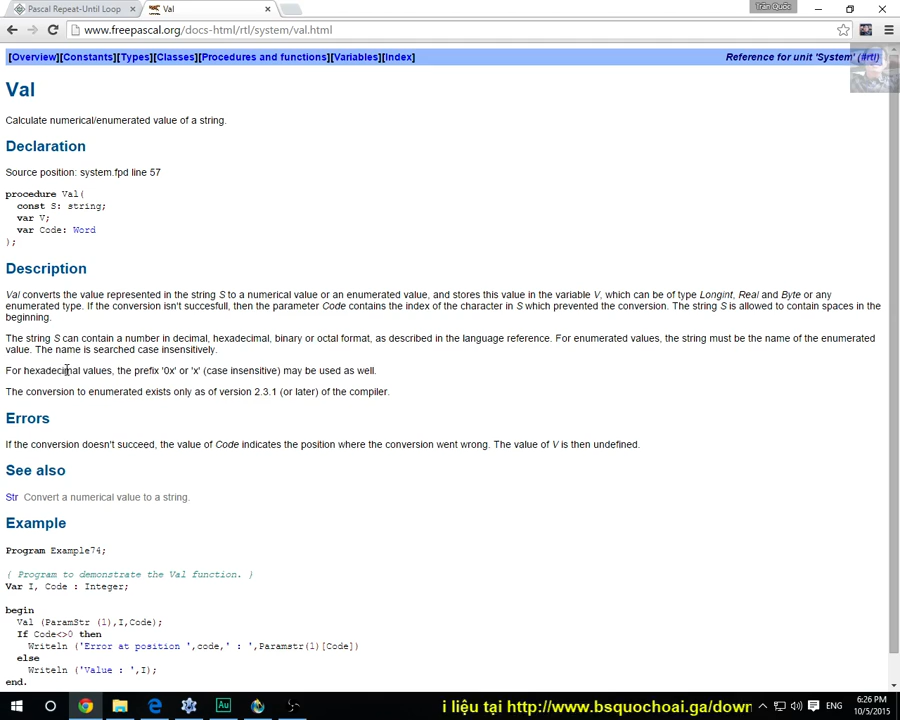 Pascal Repeat-Until Loop
Val
Trần Quốc
www.freepascal.org/docs-html/rtl/system/val.html
[Overview][Constants][Types][Classes][Procedures and functions][Variables][Index]
Reference for unit 'System' (#rtl)
Val
Calculate numerical/enumerated value of a string.
Declaration
Source position: system.fpd line 57
procedure Val(
const S: string;
var V;
var Code: Word
);
Description
Val converts the value represented in the string S to a numerical value or an enumerated value, and stores this value in the variable V, which can be of type Longint, Real and Byte or any
enumerated type. If the conversion isn't succesfull, then the parameter Code contains the index of the character in S which prevented the conversion. The string S is allowed to contain spaces in the
beginning.
The string S can contain a number in decimal, hexadecimal, binary or octal format, as described in the language reference. For enumerated values, the string must be the name of the enumerated
value. The name is searched case insensitively.
For hexadecimal values, the prefix '0x' or 'x' (case insensitive) may be used as well.
The conversion to enumerated exists only as of version 2.3.1 (or later) of the compiler.
Errors
If the conversion doesn't succeed, the value of Code indicates the position where the conversion went wrong. The value of V is then undefined.
See also
Str Convert a numerical value to a string.
Example
Program Example74;
{ Program to demonstrate the Val function. }
Var I, Code : Integer;
begin
Val (ParamStr (1),I,Code);
If Code<>0 then
Writeln ('Error at position ',code,' : ',Paramstr(1)[Code])
else
Writeln ('Value : ',I);
end.
Au
i liệu tại http://www.bsquochoai.ga/down
ENG
6:26 PM
10/5/2015